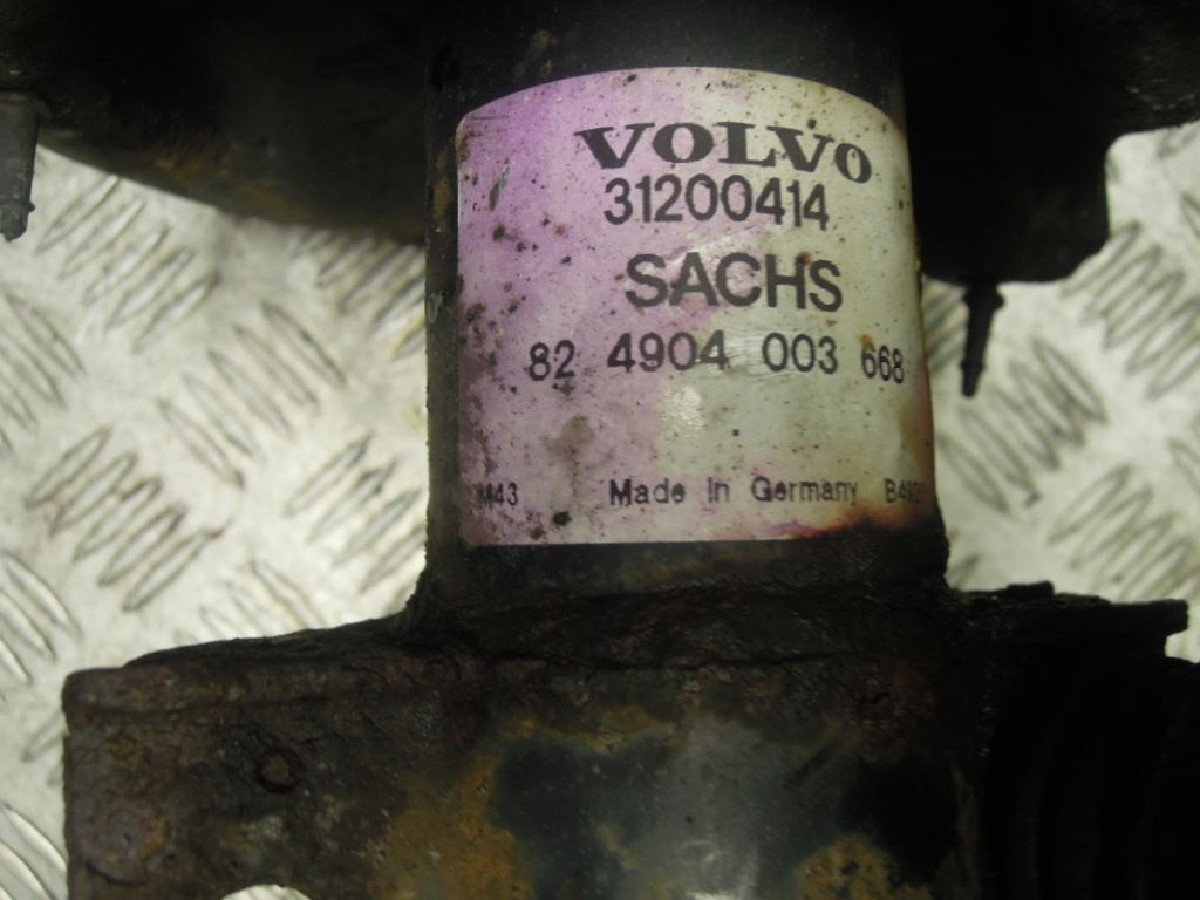 VOLVO
31200414
SACHS
82 4904 003 668
M43 Made In Germany